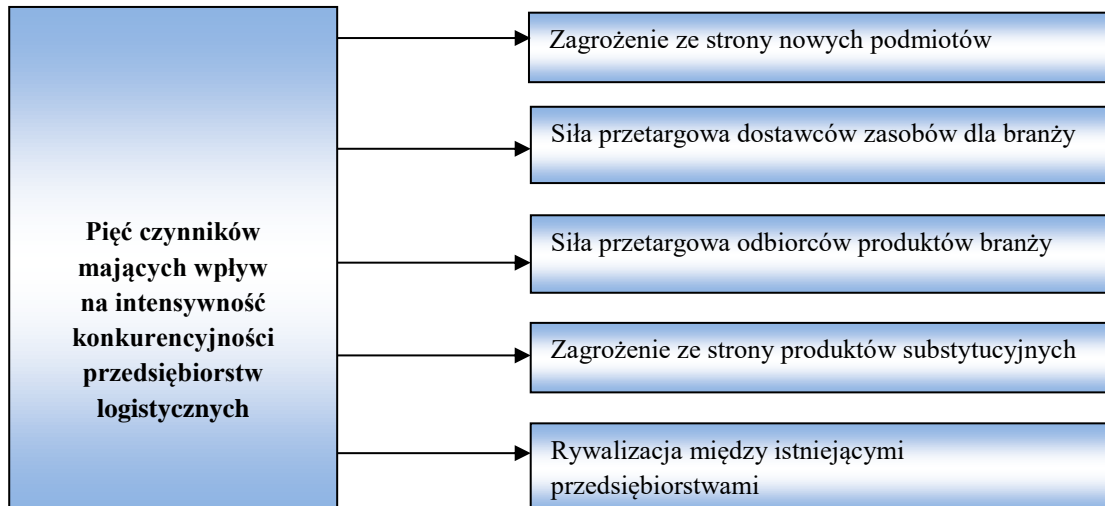 Pięć czynników
mających wpływ
na intensywność
konkurencyjności
przedsiębiorstw
logistycznych
Zagrożenie ze strony nowych podmiotów
Siła przetargowa dostawców zasobów dla branży
Siła przetargowa odbiorców produktów branży
Zagrożenie ze strony produktów substytucyjnych
Rywalizacja między istniejącymi
przedsiębiorstwami